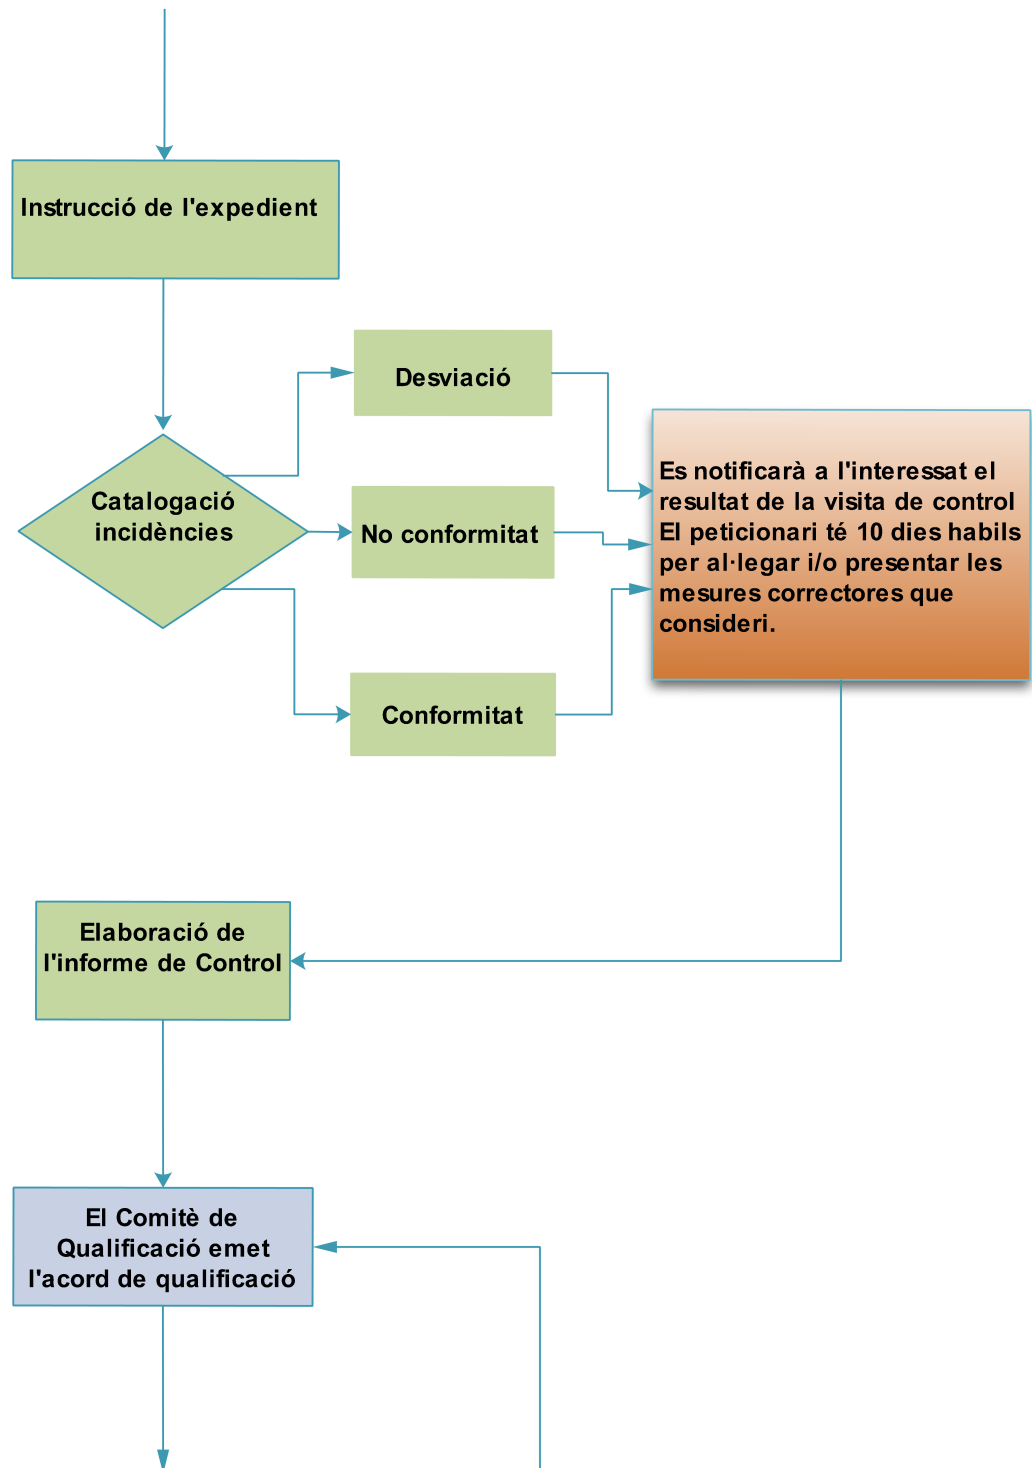 Instrucció de l'expedient
Desviació
Catalogació
incidències
No conformitat
Conformitat
Es notificarà a l'interessat el
resultat de la visita de control
El peticionari té 10 dies habils
per al·legar i/o presentar les
mesures correctores que
consideri.
Elaboració de
l'informe de Control
El Comitè de
Qualificació emet
l'acord de qualificació